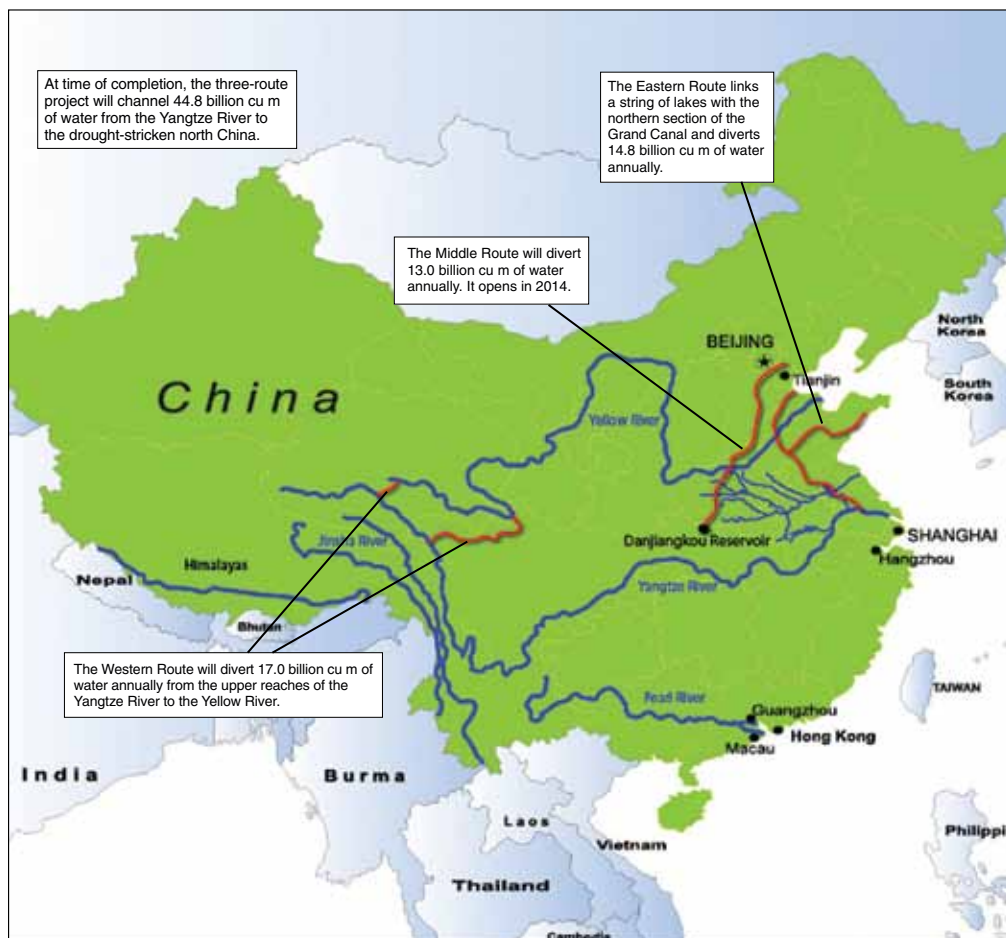 At time of completion, the three-route
project will channel 44.8 billion cu m
of water from the Yangtze River to
the drought-stricken north China.
The Eastern Route links
a string of lakes with the
northern section of the
Grand Canal and diverts
14.8 billion cu m of water
annually.
The Middle Route will divert
13.0 billion cu m of water
annually. It opens in 2014.
North
Korea
BEIJING
Tianjin
South
Korea
China
Yellow River
SHANGHAI
Danjiangkou Reservoir
Hangzhou
Jinsha River
Himalayas
Nepal
Yangtze River
Bhutan
The Western Route will divert 17.0 billion cu m of
water annually from the upper reaches of the
Yangtze River to the Yellow River.
TAIWAN
Pearl River
Guangzhou
Hong Kong
Macau
India
Burma
Laos
Vietnam
Philippi
Thailand
Cambodia